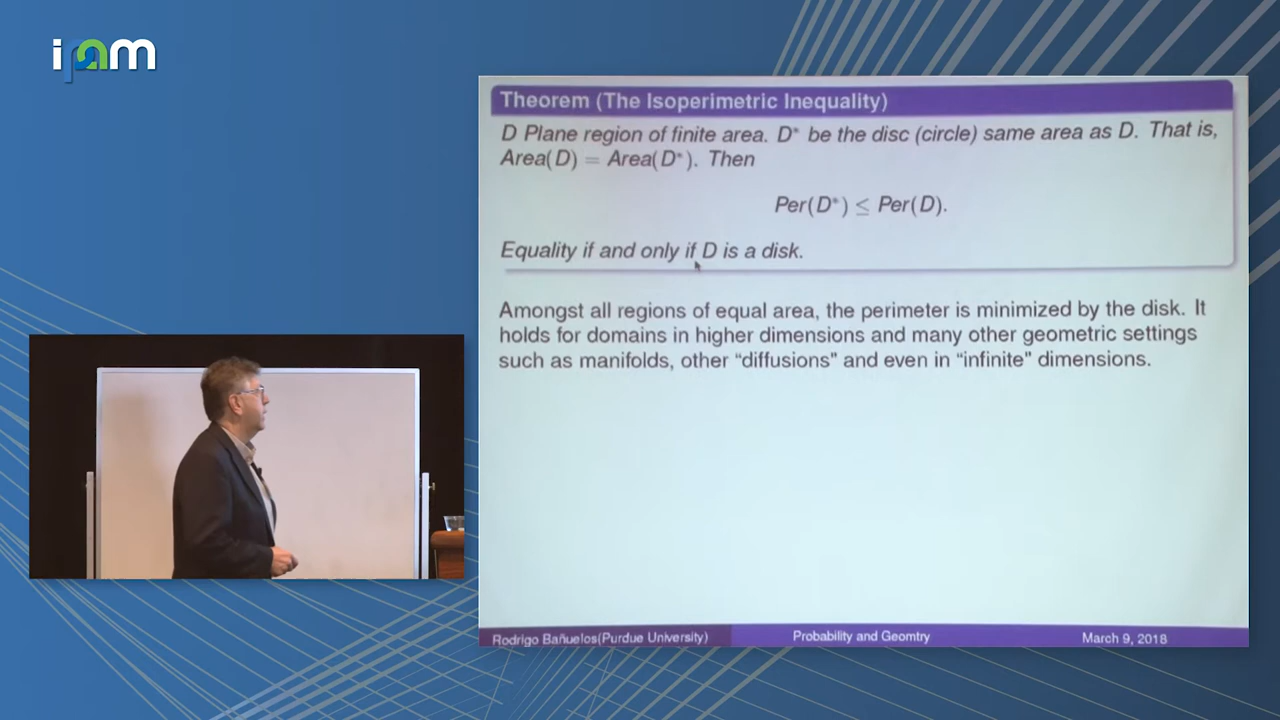 ipam
Theorem (The Isoperimetric Inequality)
D Plane region of finite area. D* be the disc (circle) same area as D. That is,
Area(D) = Area(D*). Then
Per(D*) ≤ Per(D).
Equality if and only if D is a disk.
Amongst all regions of equal area, the perimeter is minimized by the disk. It
holds for domains in higher dimensions and many other geometric settings
such as manifolds, other “diffusions” and even in “infinite” dimensions.
Rodrigo Bañuelos(Purdue University) Probability and Geomtry March 9, 2018